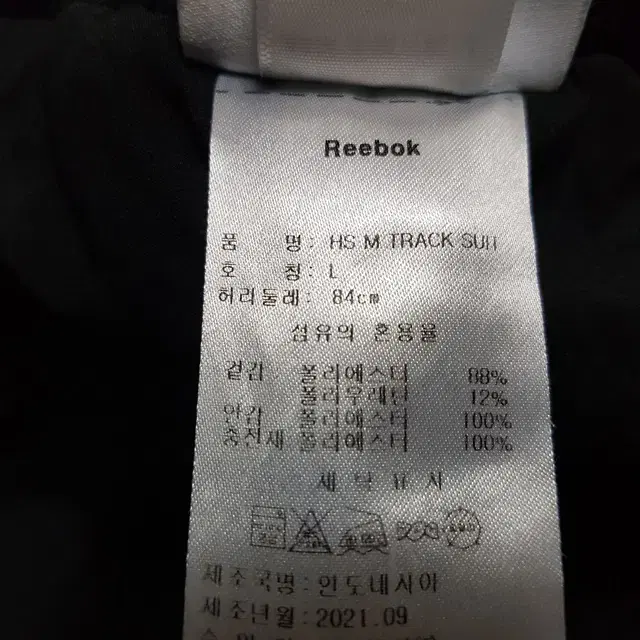 Reebok
품 명: HS M TRACK SUIT
호 칭: L
허리둘레: 84cm
섬유의 혼용율
겉감 폴리에스터 88%
폴리우레탄 12%
안감 폴리에스터 100%
충전재 폴리에스터 100%
세 탁 표 시
제조국명: 인도네시아
제조년월: 2021.09